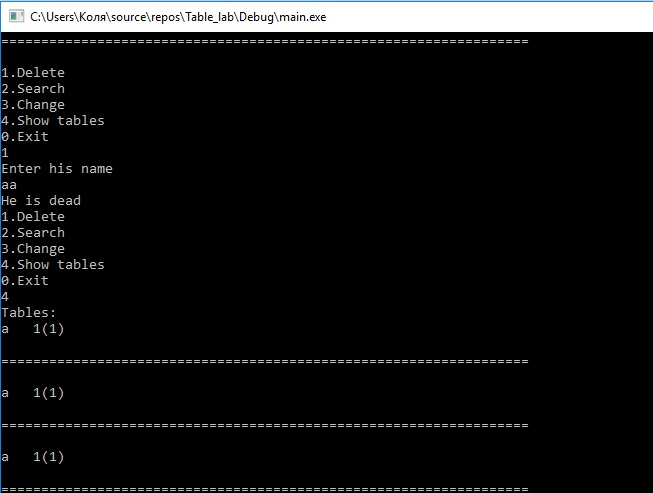 C:\Users\Коля\source\repos\Table_lab\Debug\main.exe
==================================================================
1.Delete
2.Search
3.Change
4.Show tables
0.Exit
1
Enter his name
aa
He is dead
1.Delete
2.Search
3.Change
4.Show tables
0.Exit
4
Tables:
a   1(1)
==================================================================
a   1(1)
==================================================================
a   1(1)
==================================================================